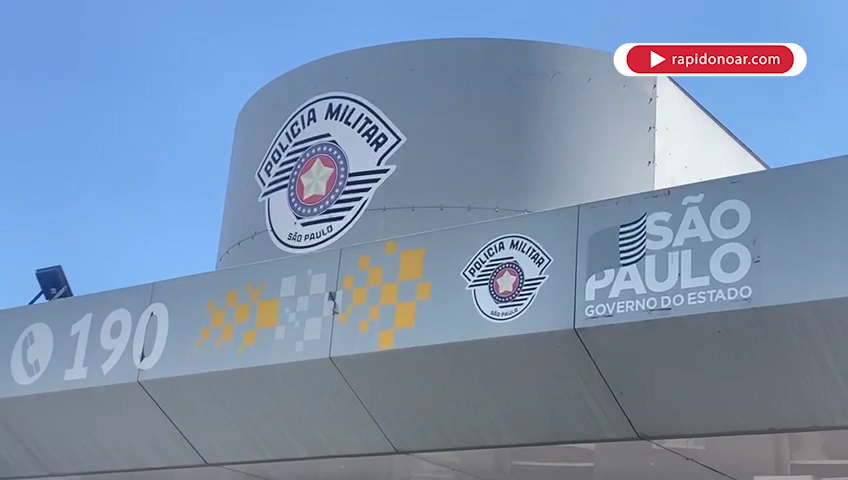 rapidonoar.com
POLICIA MILITAR
SÃO PAULO
190
POLICIA MILITAR
SÃO PAULO
SÃO
PAULO
GOVERNO DO ESTADO